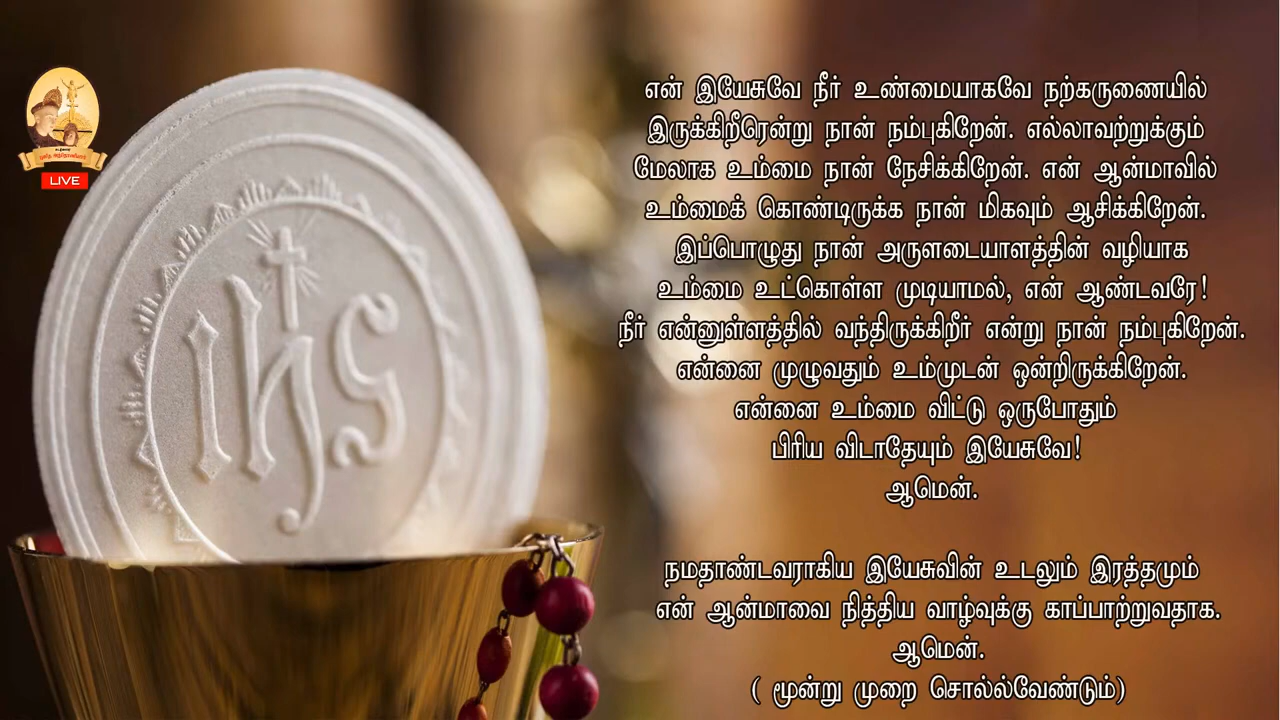 LIVE
ihs
என் இயேசுவே நீர் உண்மையாகவே நற்கருணையில்
இருக்கிறீரென்று நான் நம்புகிறேன். எல்லாவற்றுக்கும்
மேலாக உம்மை நான் நேசிக்கிறேன். என் ஆன்மாவில்
உம்மைக் கொண்டிருக்க நான் மிகவும் ஆசிக்கிறேன்.
இப்பொழுது நான் அருளடையாளத்தின் வழியாக
உம்மை உட்கொள்ள முடியாமல், என் ஆண்டவரே!
நீர் என்னுள்ளத்தில் வந்திருக்கிறீர் என்று நான் நம்புகிறேன்.
என்னை முழுவதும் உம்முடன் ஒன்றிருக்கிறேன்.
என்னை உம்மை விட்டு ஒருபோதும்
பிரிய விடாதேயும் இயேசுவே!
ஆமென்.
நமதாண்டவராகிய இயேசுவின் உடலும் இரத்தமும்
என் ஆன்மாவை நித்திய வாழ்வுக்கு காப்பாற்றுவதாக.
ஆமென்.
( மூன்று முறை சொல்ல்வேண்டும்)